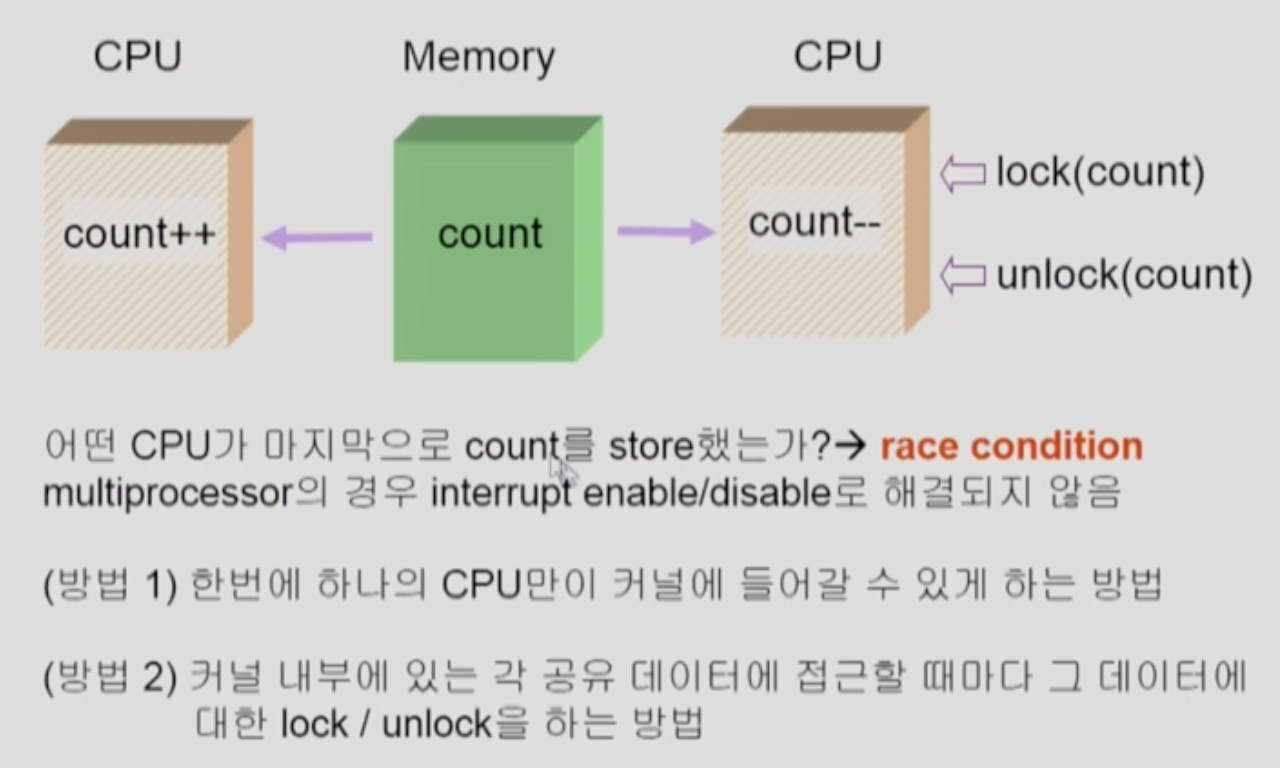 CPU
Memory
CPU
count++
count
count--
lock(count)
unlock(count)
어떤 CPU가 마지막으로 count를 store했는가?→ race condition
multiprocessor의 경우 interrupt enable/disable로 해결되지 않음
(방법 1) 한번에 하나의 CPU만이 커널에 들어갈 수 있게 하는 방법
(방법 2) 커널 내부에 있는 각 공유 데이터에 접근할 때마다 그 데이터에
대한 lock / unlock을 하는 방법